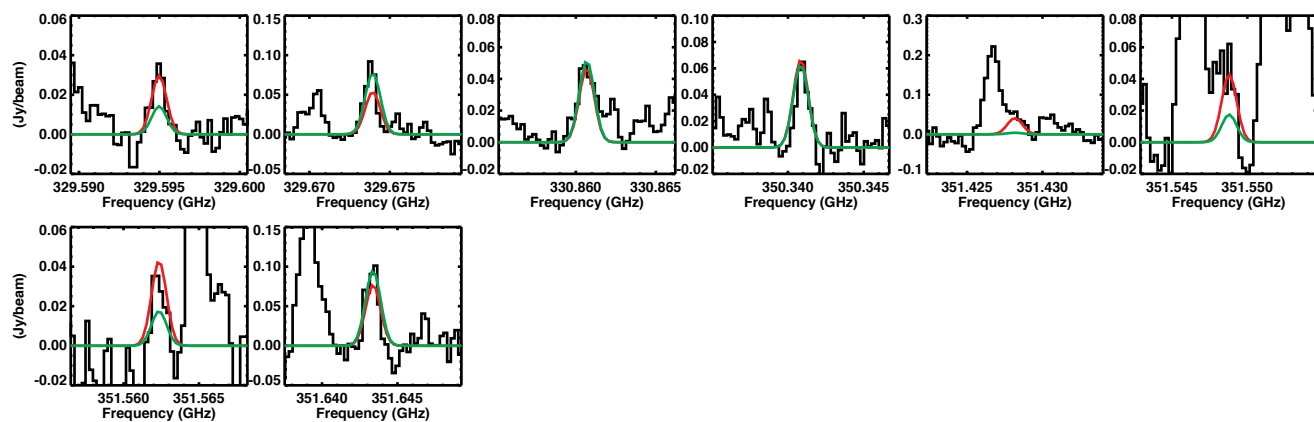 0.06 0.15 0.08 0.10 0.3 0.08
0.04 0.10 0.06 0.08 0.2 0.06
0.02 0.05 0.04 0.06 0.1 0.04
0.00 0.00 0.02 0.04 0.0 0.02
-0.02 -0.05 0.00 0.02 -0.1 0.00
-0.02 0.00 -0.02
0.02
(Jy/beam)
329.590 329.595 329.600 329.670 329.675 330.860 330.865 350.340 350.345 351.425 351.430 351.545 351.550
Frequency (GHz) Frequency (GHz) Frequency (GHz) Frequency (GHz) Frequency (GHz) Frequency (GHz)
0.06 0.15
0.04 0.10
0.02 0.05
0.00 0.00
-0.02 -0.05
(Jy/beam)
351.560 351.565 351.640 351.645
Frequency (GHz) Frequency (GHz)